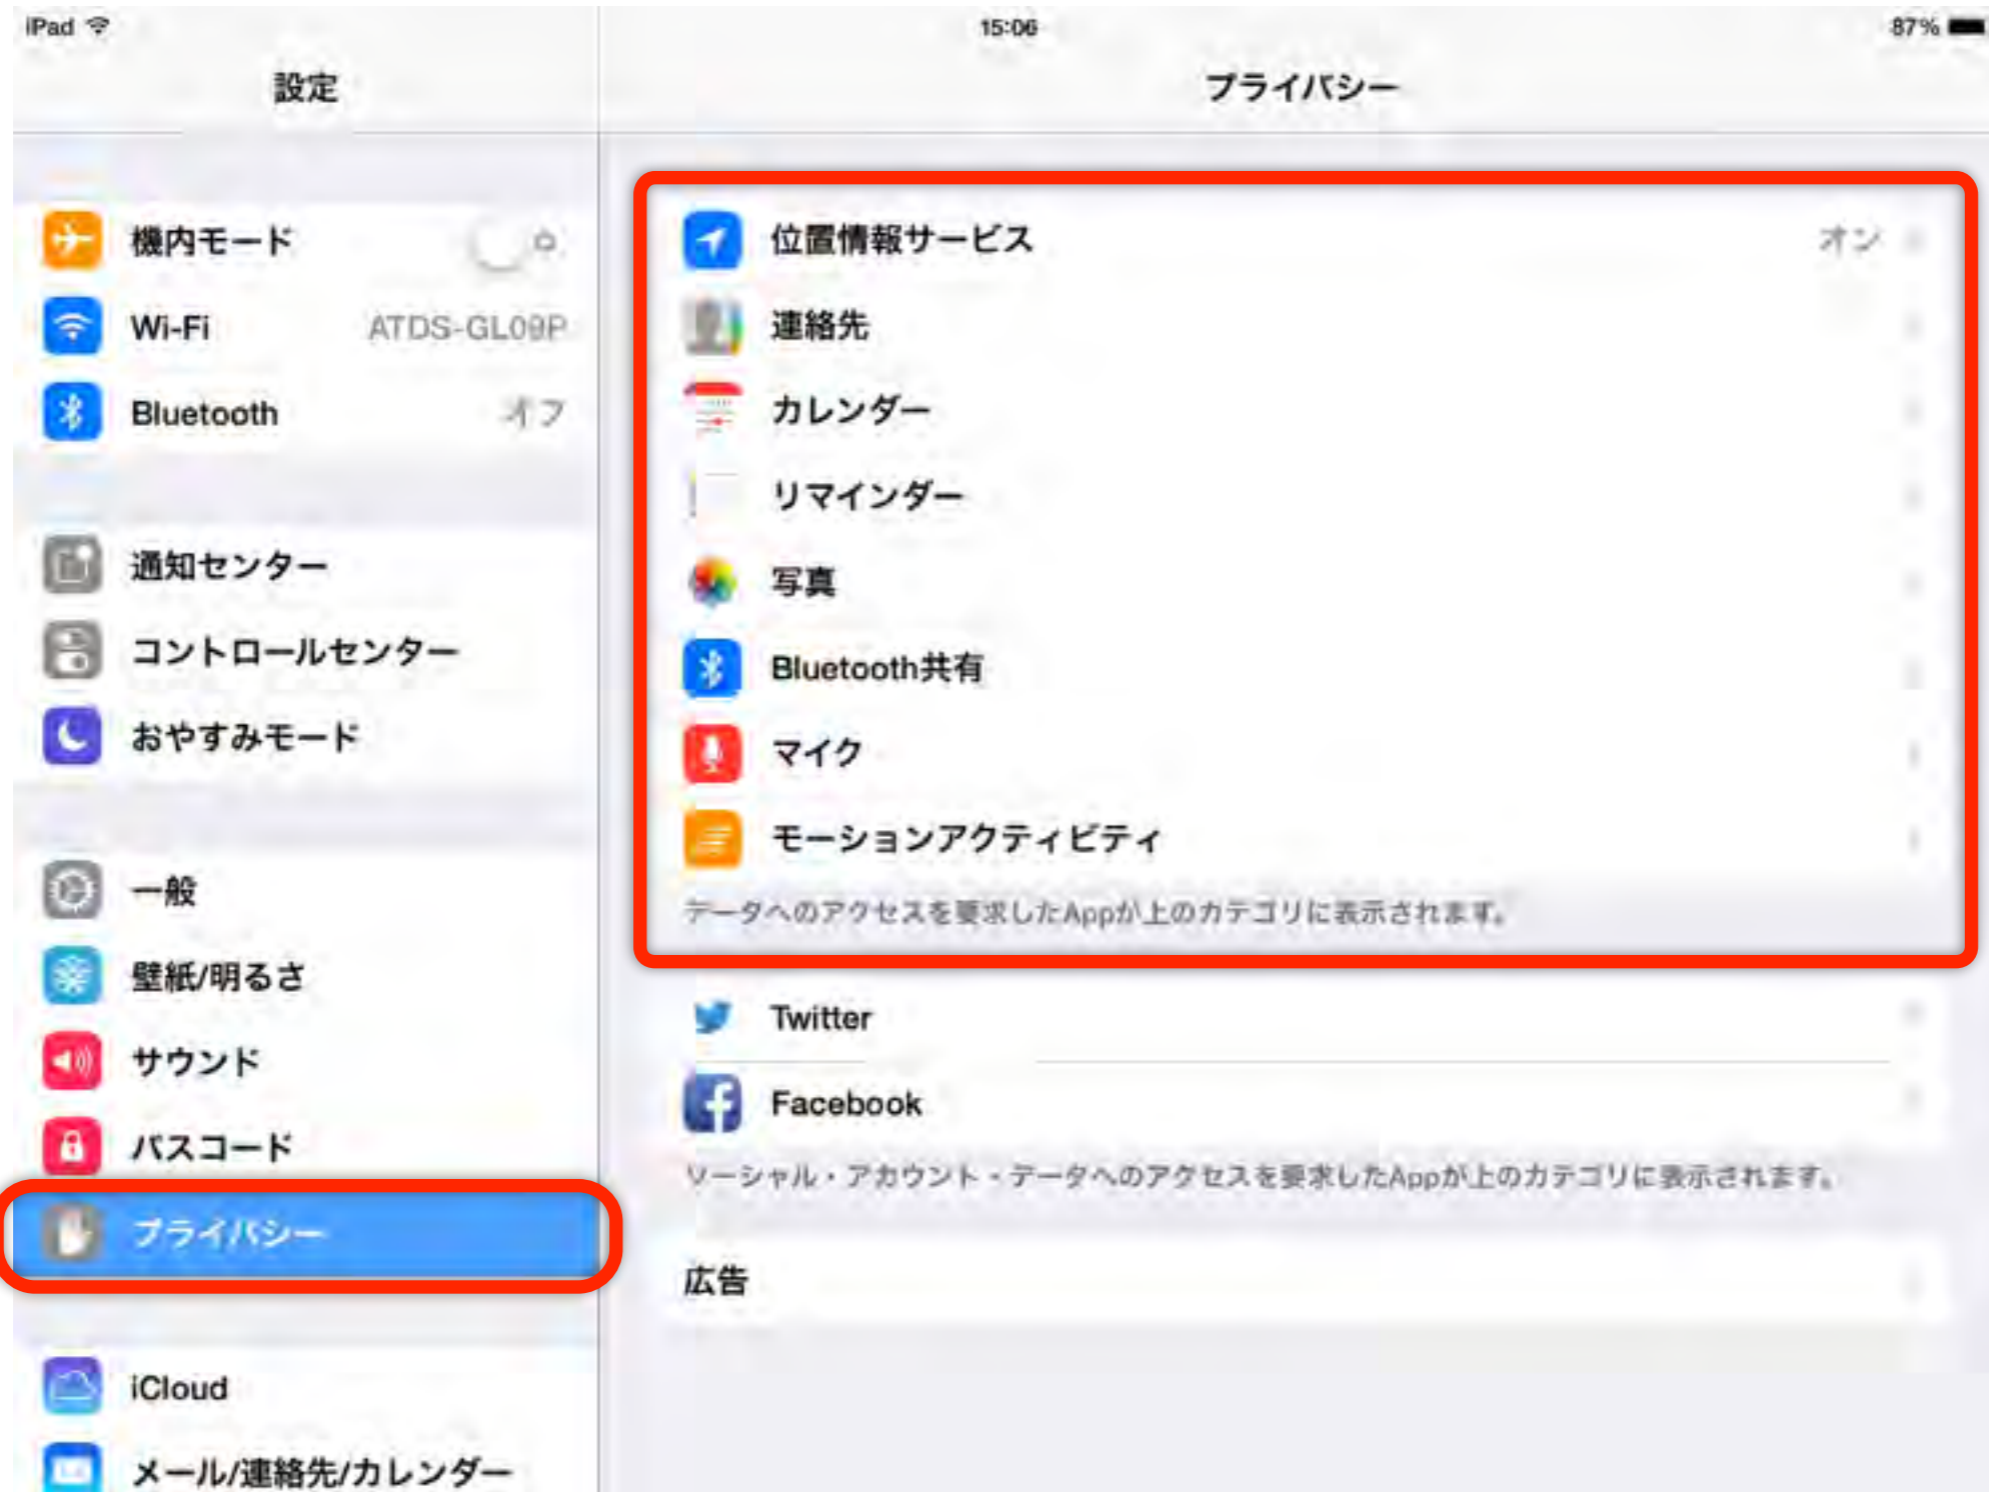 iPad
15:06
87%
設定
プライバシー
機内モード
Wi-Fi
ATDS-GL09P
Bluetooth
オフ
通知センター
コントロールセンター
おやすみモード
一般
壁紙/明るさ
サウンド
パスコード
プライバシー
iCloud
メール/連絡先/カレンダー
位置情報サービス
オン
連絡先
カレンダー
リマインダー
写真
Bluetooth共有
マイク
モーションアクティビティ
データへのアクセスを要求したAppが上のカテゴリに表示されます。
Twitter
Facebook
ソーシャル・アカウント・データへのアクセスを要求したAppが上のカテゴリに表示されます。
広告